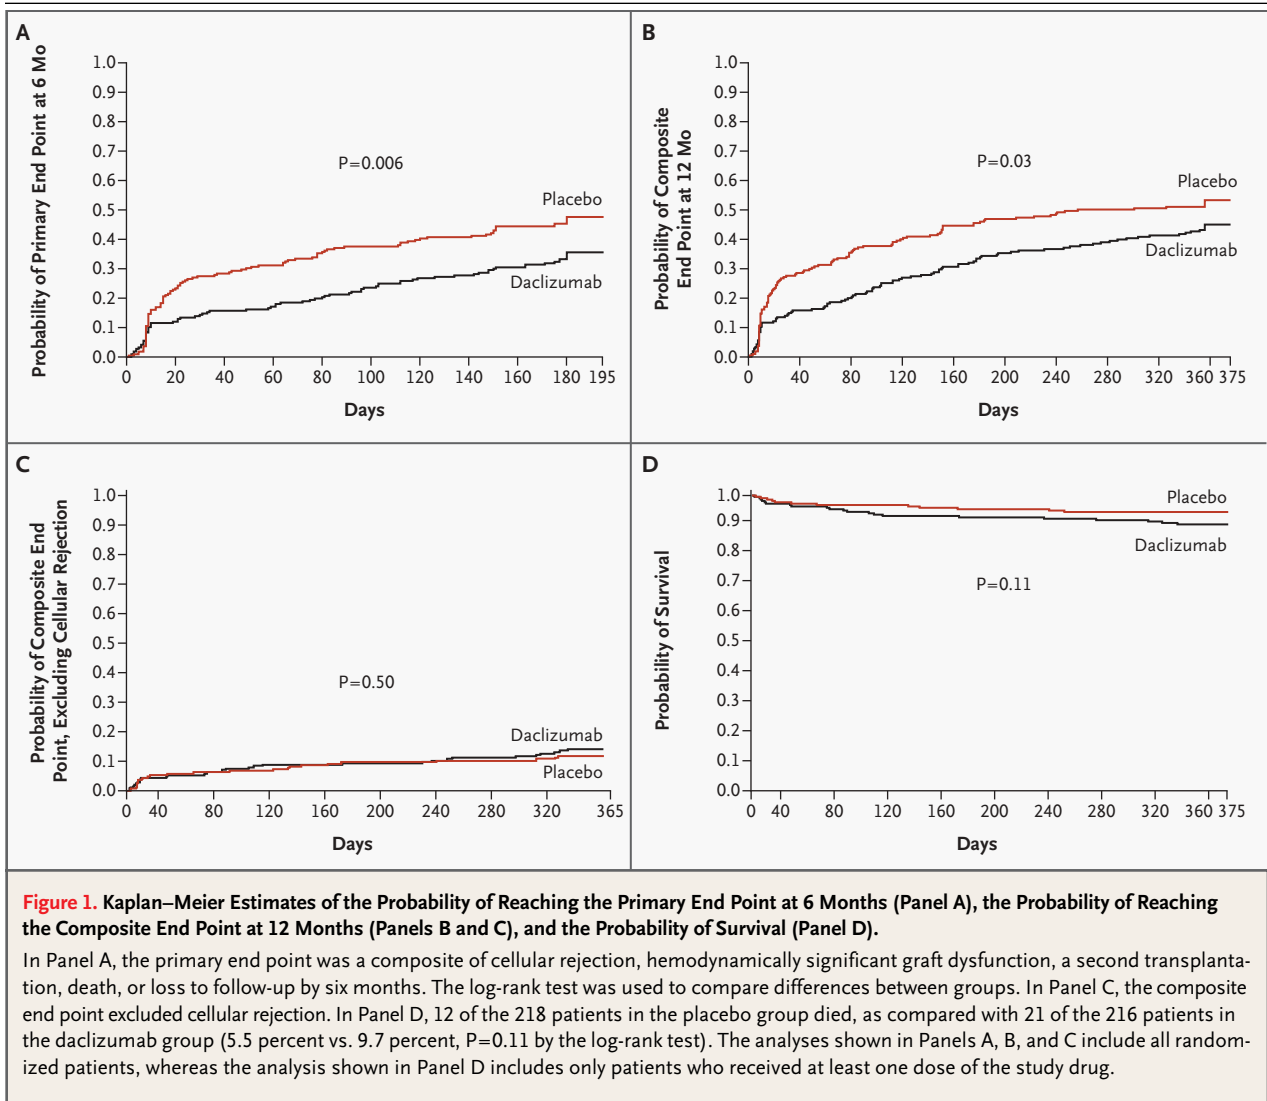 A
Probability of Primary End Point at 6 Mo
1.0
0.9
0.8
0.7
0.6
0.5
0.4
0.3
0.2
0.1
0.0
P=0.006
Placebo
Daclizumab
0 20 40 60 80 100 120 140 160 180 195
Days
B
Probability of Composite
End Point at 12 Mo
1.0
0.9
0.8
0.7
0.6
0.5
0.4
0.3
0.2
0.1
0.0
P=0.03
Placebo
Daclizumab
0 40 80 120 160 200 240 280 320 360 375
Days
C
Probability of Composite End
Point, Excluding Cellular Rejection
1.0
0.9
0.8
0.7
0.6
0.5
0.4
0.3
0.2
0.1
0.0
P=0.50
Daclizumab
Placebo
0 40 80 120 160 200 240 280 320 365
Days
D
Probability of Survival
1.0
0.9
0.8
0.7
0.6
0.5
0.4
0.3
0.2
0.1
0.0
Placebo
Daclizumab
P=0.11
0 40 80 120 160 200 240 280 320 360 375
Days
Figure 1. Kaplan–Meier Estimates of the Probability of Reaching the Primary End Point at 6 Months (Panel A), the Probability of Reaching
the Composite End Point at 12 Months (Panels B and C), and the Probability of Survival (Panel D).
In Panel A, the primary end point was a composite of cellular rejection, hemodynamically significant graft dysfunction, a second transplanta-
tion, death, or loss to follow-up by six months. The log-rank test was used to compare differences between groups. In Panel C, the composite
end point excluded cellular rejection. In Panel D, 12 of the 218 patients in the placebo group died, as compared with 21 of the 216 patients in
the daclizumab group (5.5 percent vs. 9.7 percent, P=0.11 by the log-rank test). The analyses shown in Panels A, B, and C include all random-
ized patients, whereas the analysis shown in Panel D includes only patients who received at least one dose of the study drug.